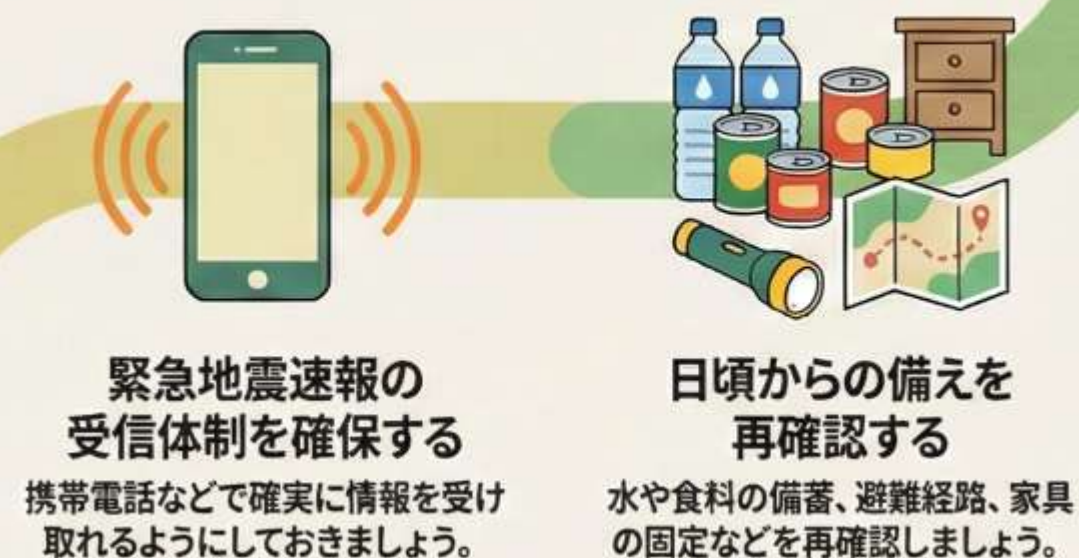 緊急地震速報の
受信体制を確保する
携帯電話などで確実に情報を受け
取れるようにしておきましょう。
日頃からの備えを
再確認する
水や食料の備蓄、避難経路、家具
の固定などを再確認しましょう。